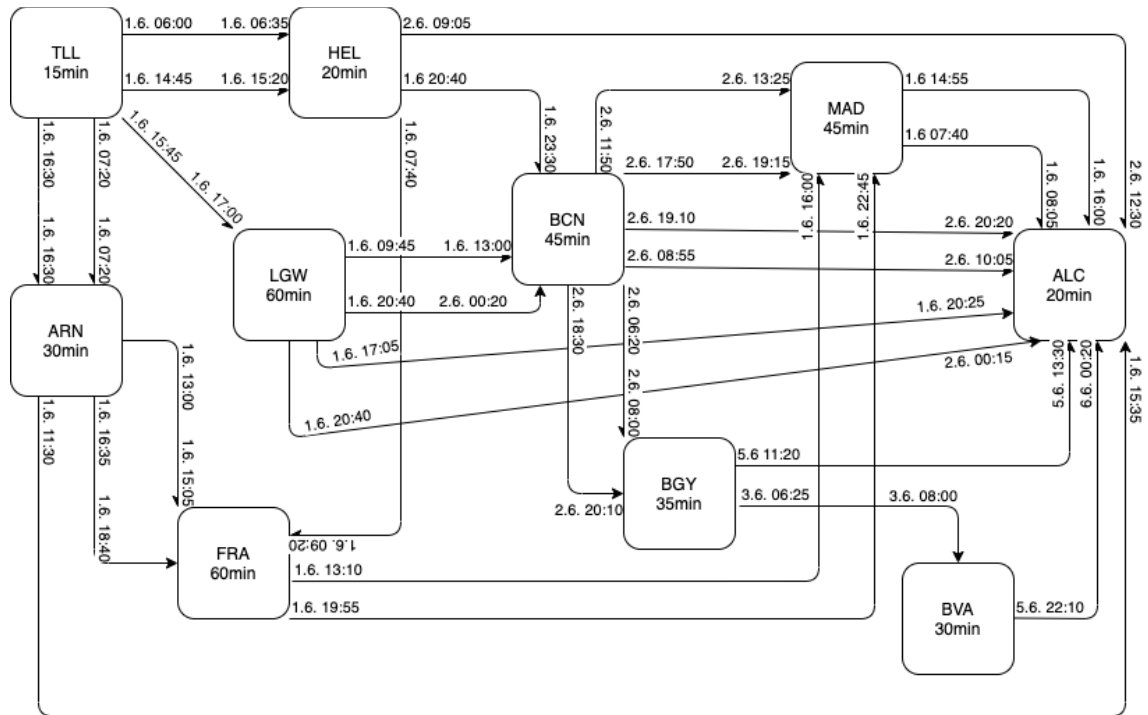 1.6. 06:00
1.6. 06:35
2.6. 09:05
TLL
15min
HEL
20min
1.6. 14:45
1.6. 15:20
1.6 20:40
2.6. 13:25
1.6 14:55
MAD
45min
1.6. 16:30
1.6. 07:20
1.6. 15:45
1.6. 17:00
1.6. 07:40
1.6. 23:30
2.6. 11:50
1.6 07:40
2.6. 17:50
2.6. 19:15
1.6. 16:00
1.6. 22:45
1.6. 08:05
1.6. 16:00
2.6. 12:30
1.6. 16:30
1.6. 07:20
BCN
45min
2.6. 19.10
2.6. 20:20
LGW
60min
1.6. 09:45
1.6. 13:00
2.6. 08:55
2.6. 10:05
ALC
20min
1.6. 20:40
2.6. 00:20
ARN
30min
2.6. 18:30
2.6. 06:20
1.6. 20:25
1.6. 17:05
2.6. 00:15
1.6. 13:00
1.6. 20:40
2.6. 08:00
5.6. 13:30
6.6. 00:20
1.6. 15:35
1.6. 11:30
1.6. 16:35
1.6. 15:05
5.6 11:20
BGY
35min
3.6. 06:25
3.6. 08:00
2.6. 20:10
1.6. 18:40
1.6. 09:20
FRA
60min
1.6. 13:10
1.6. 19:55
BVA
30min
5.6. 22:10